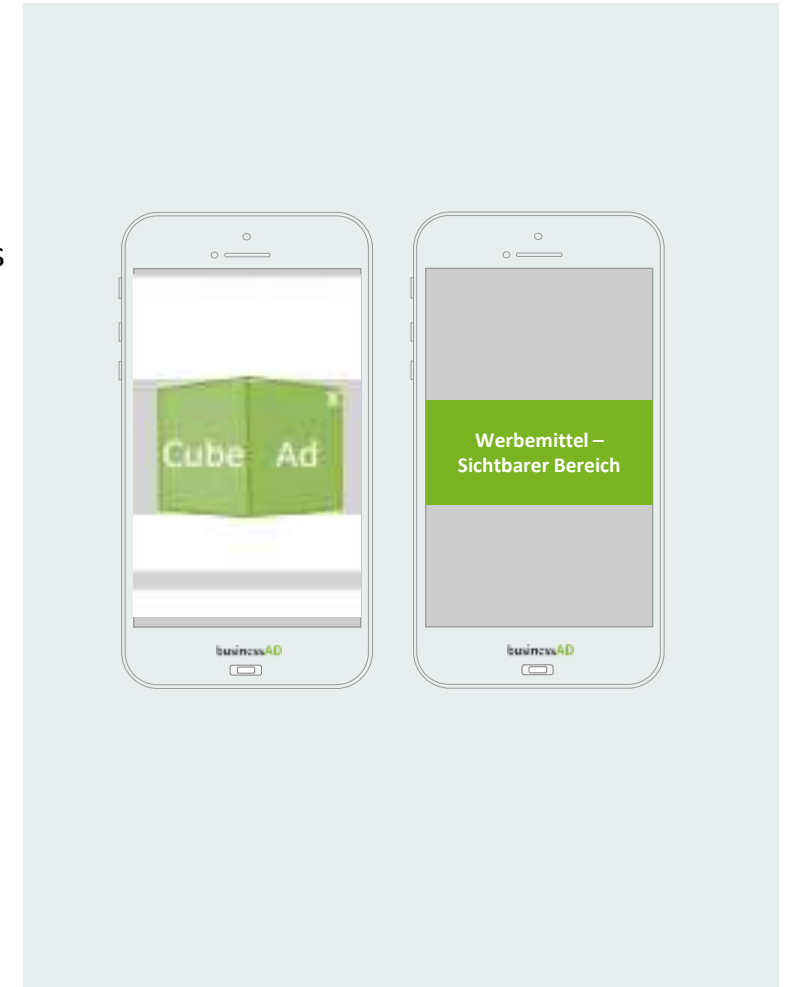 s
Cube Ad
Werbemittel –
Sichtbarer Bereich
businessAD
businessAD